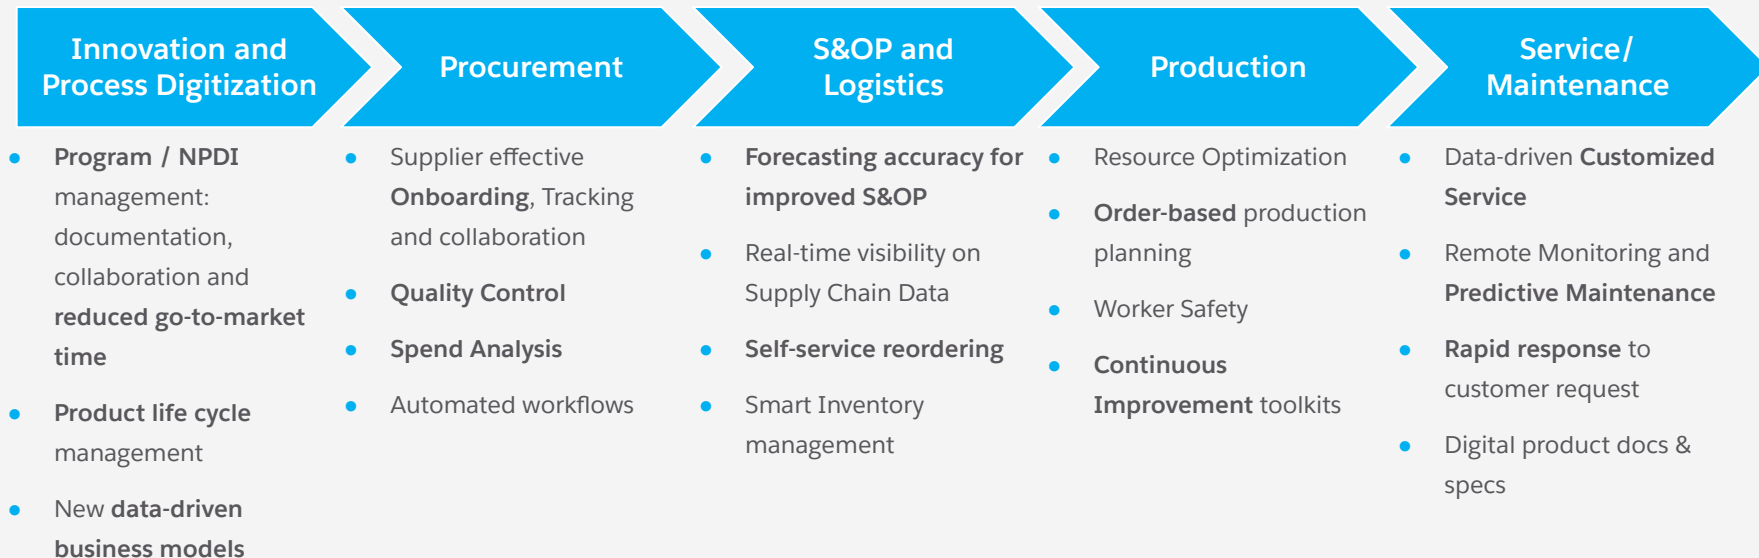 Innovation and
Process Digitization
Procurement
S&OP and
Logistics
Production
Service/
Maintenance
Program / NPDI
management:
documentation,
collaboration and
reduced go-to-market
time
Product life cycle
management
New data-driven
business models
Supplier effective
Onboarding, Tracking
and collaboration
Quality Control
Spend Analysis
Automated workflows
Forecasting accuracy for
improved S&OP
Real-time visibility on
Supply Chain Data
Self-service reordering
Smart Inventory
management
Resource Optimization
Order-based production
planning
Worker Safety
Continuous
Improvement toolkits
Data-driven Customized
Service
Remote Monitoring and
Predictive Maintenance
Rapid response to
customer request
Digital product docs &
specs